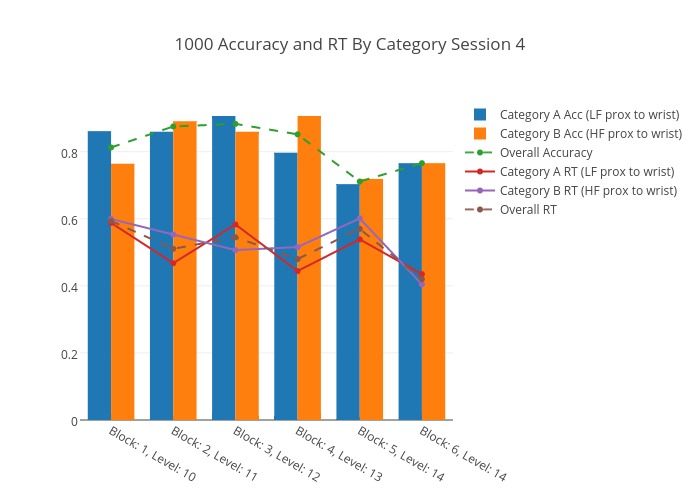 1000 Accuracy and RT By Category Session 4
Category A Acc (LF prox to wrist)
Category B Acc (HF prox to wrist)
Overall Accuracy
Category A RT (LF prox to wrist)
Category B RT (HF prox to wrist)
Overall RT
0.8
0.6
0.4
0.2
0
Block: 1, Level: 10
Block: 2, Level: 11
Block: 3, Level: 12
Block: 4, Level: 13
Block: 5, Level: 14
Block: 6, Level: 14